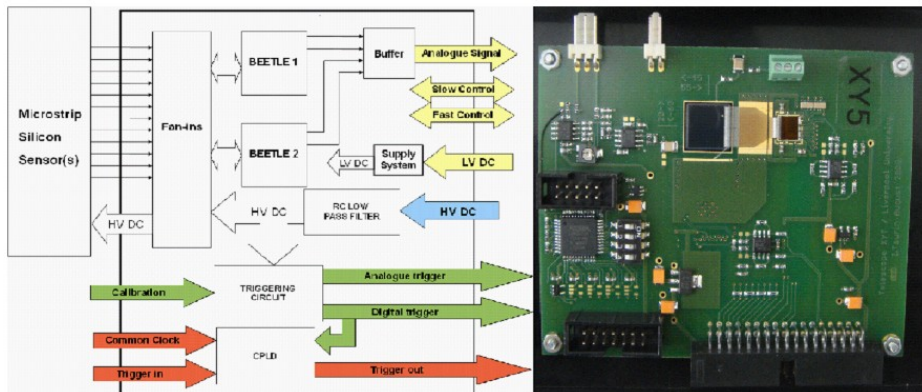 Microstrip
Silicon
Sensor(s)
Fan-ins
BEETLE 1
BEETLE 2
Buffer
Analogue Signal
Slow Control
Fast Control
LV DC
Supply
System
LV DC
HV DC
HV DC
RC LOW
PASS FILTER
HV DC
Calibration
TRIGGERING
CIRCUIT
Analogue trigger
Digital trigger
Common Clock
Trigger in
CPLD
Trigger out
XY5